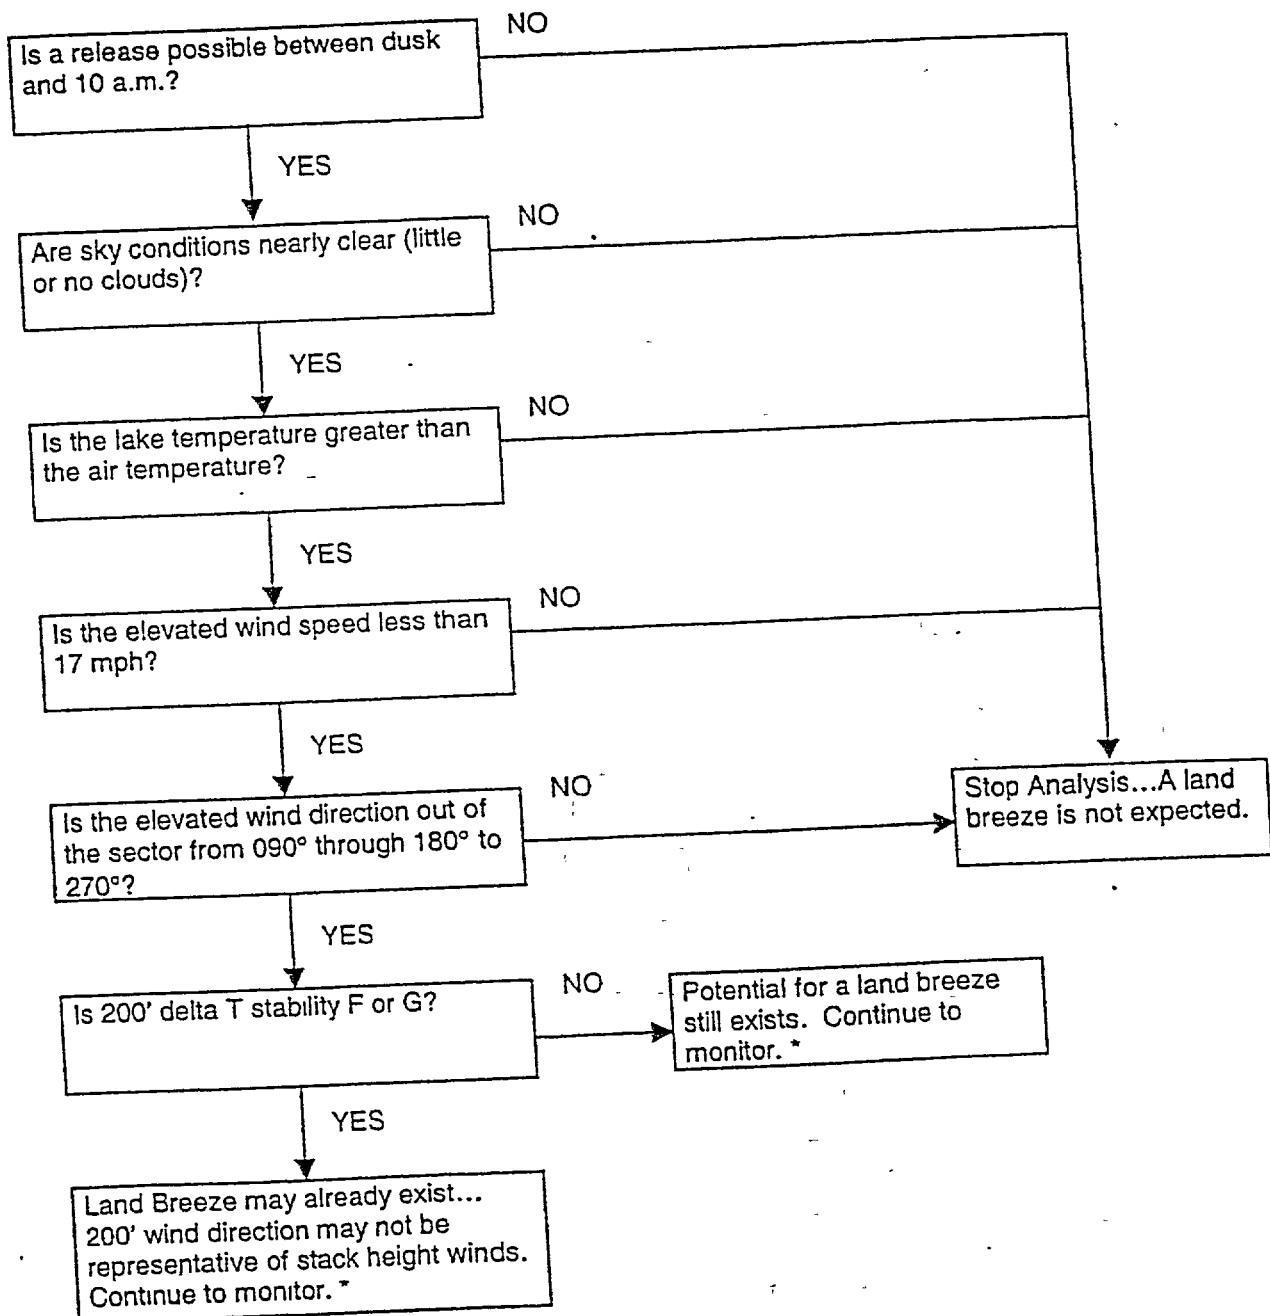 NO
Is a release possible between dusk
and 10 a.m.?
YES
NO
Are sky conditions nearly clear (little
or no clouds)?
YES
NO
Is the lake temperature greater than
the air temperature?
YES
NO
Is the elevated wind speed less than
17 mph?
YES
NO
Is the elevated wind direction out of
the sector from 090° through 180° to
270°?
Stop Analysis...A land
breeze is not expected.
YES
NO
Is 200' delta T stability F or G?
Potential for a land breeze
still exists. Continue to
monitor. *
YES
Land Breeze may already exist...
200' wind direction may not be
representative of stack height winds.
Continue to monitor. *